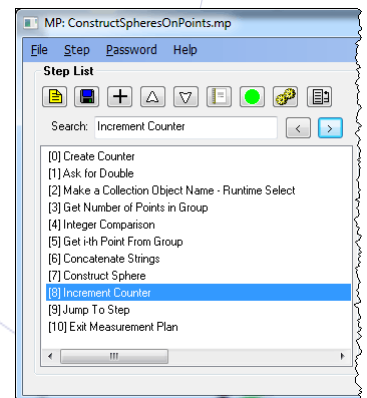 MP: ConstructSpheresOnPoints.mp
File Step Password Help
Step List
Search: Increment Counter
[0] Create Counter
[1] Ask for Double
[2] Make a Collection Object Name - Runtime Select
[3] Get Number of Points in Group
[4] Integer Comparison
[5] Get i-th Point From Group
[6] Concatenate Strings
[7] Construct Sphere
[8] Increment Counter
[9] Jump To Step
[10] Exit Measurement Plan